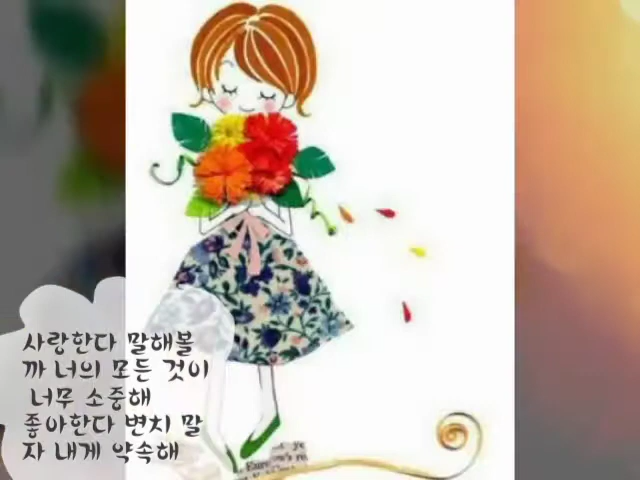 사랑한다 말해볼
까 너의 모든 것이
너무 소중해
좋아한다 변치 말
자 내게 약속해